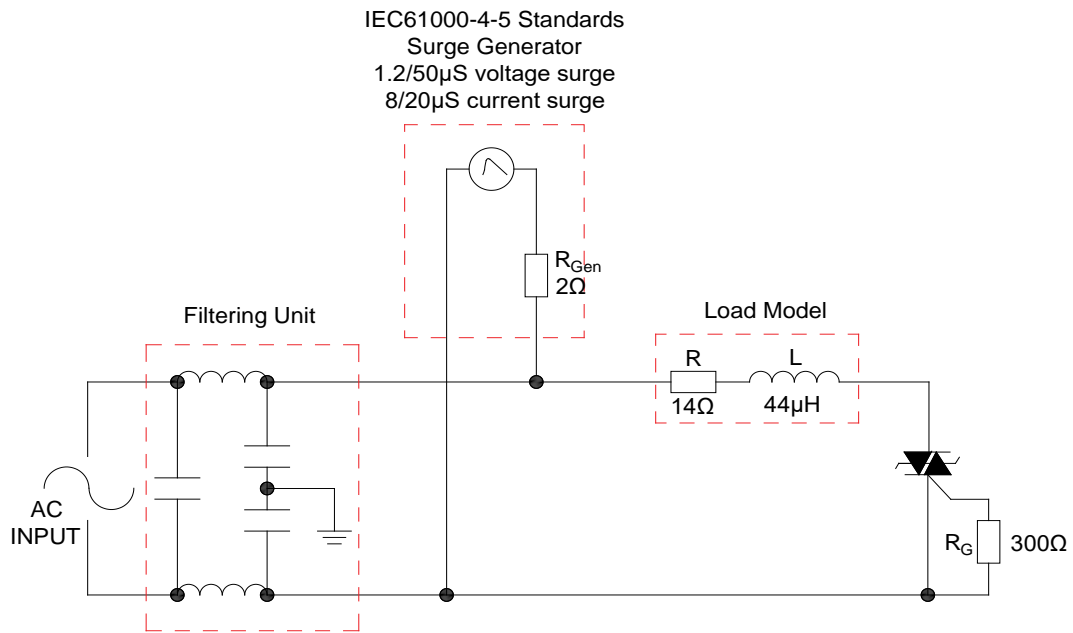 IEC61000-4-5 Standards
Surge Generator
1.2/50µS voltage surge
8/20µS current surge
R_Gen
2Ω
Filtering Unit
Load Model
R
L
14Ω
44µH
AC
INPUT
R_G
300Ω